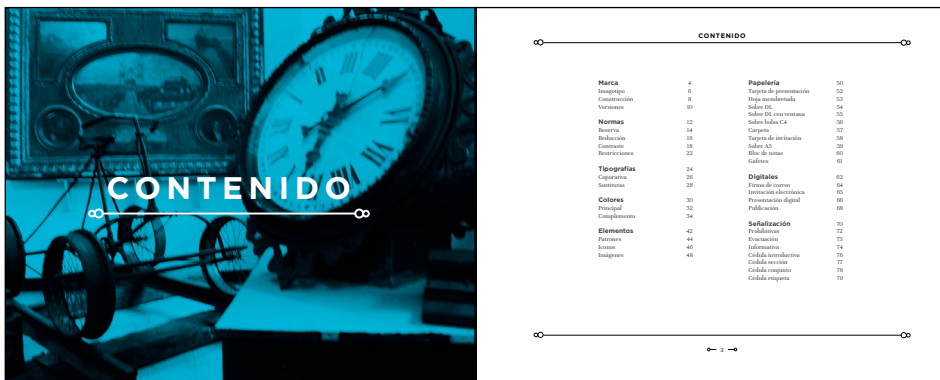 CONTENIDO
CONTENIDO
Marca 4
Imagotipo 6
Construcción 8
Versiones 10
Normas 12
Reserva 14
Reducción 16
Contraste 18
Restricciones 22
Tipografías 24
Coporativa 26
Sustitutas 28
Colores 30
Principal 32
Complemento 34
Elementos 42
Patrones 44
Iconos 46
Imágenes 48
Papelería 50
Tarjeta de presentación 52
Hoja membretada 53
Sobre DL 54
Sobre DL con ventana 55
Sobre bolsa C4 56
Carpeta 57
Tarjeta de invitación 58
Sobre A5 59
Bloc de notas 60
Gafetes 61
Digitales 62
Firma de correo 64
Invitación electrónica 65
Presentación digital 66
Publicación 68
Señalización 70
Prohibitivas 72
Evacuación 73
Informativa 74
Cédula introductiva 76
Cédula sección 77
Cédula conjunto 78
Cédula etiqueta 79
3